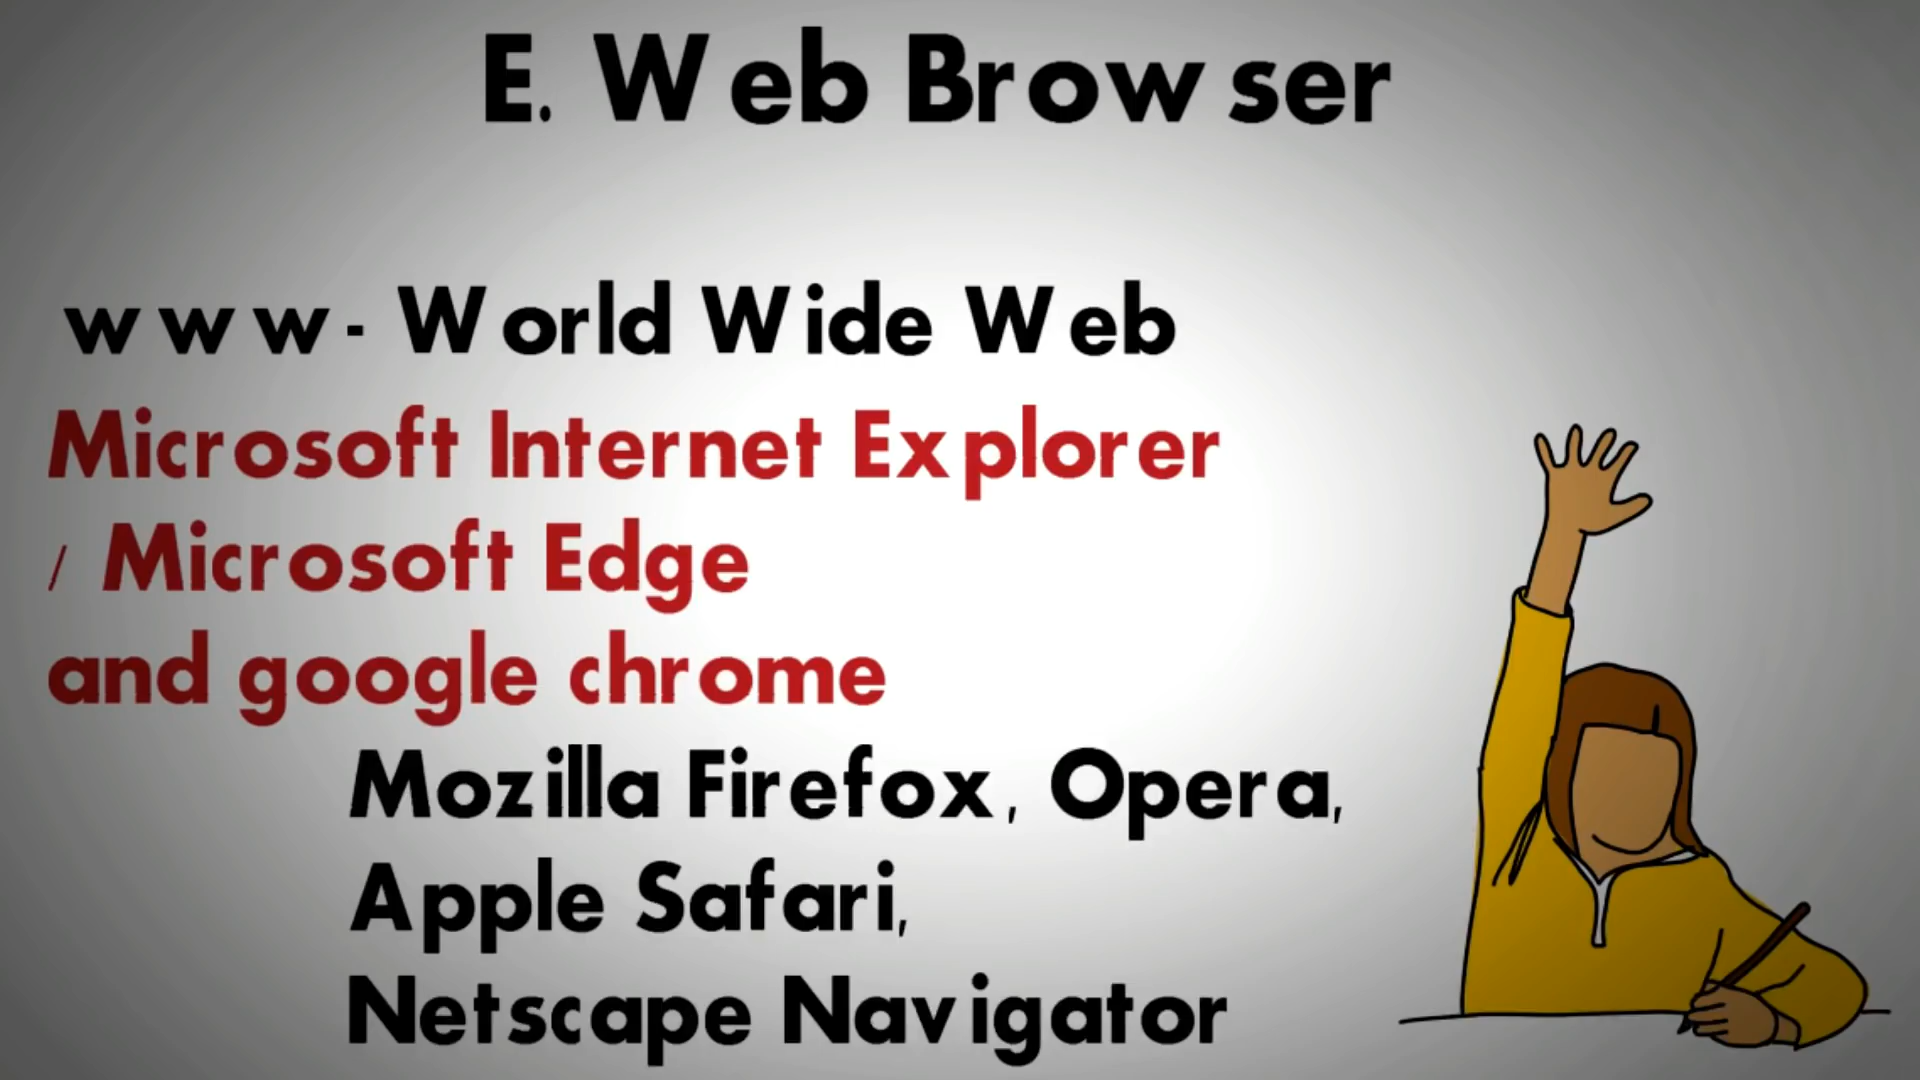 E. Web Browser
www- World Wide Web
Microsoft Internet Explorer
/ Microsoft Edge
and google chrome
Mozilla Firefox, Opera,
Apple Safari,
Netscape Navigator